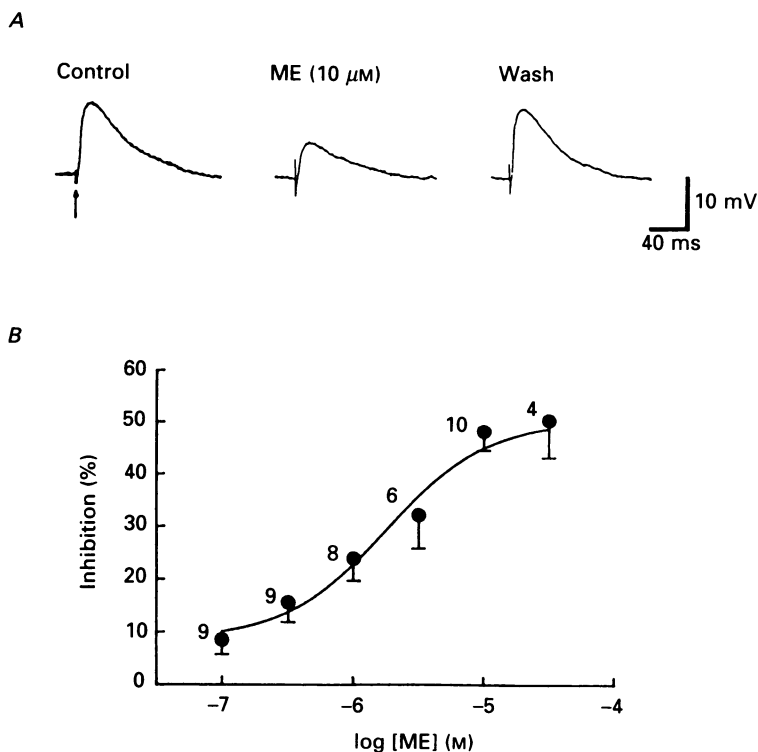 A
Control
ME (10 μM)
Wash
10 mV
40 ms
B
60
50
40
30
20
10
0
Inhibition (%)
9
9
8
6
10
4
-7
-6
-5
-4
log [ME] (M)